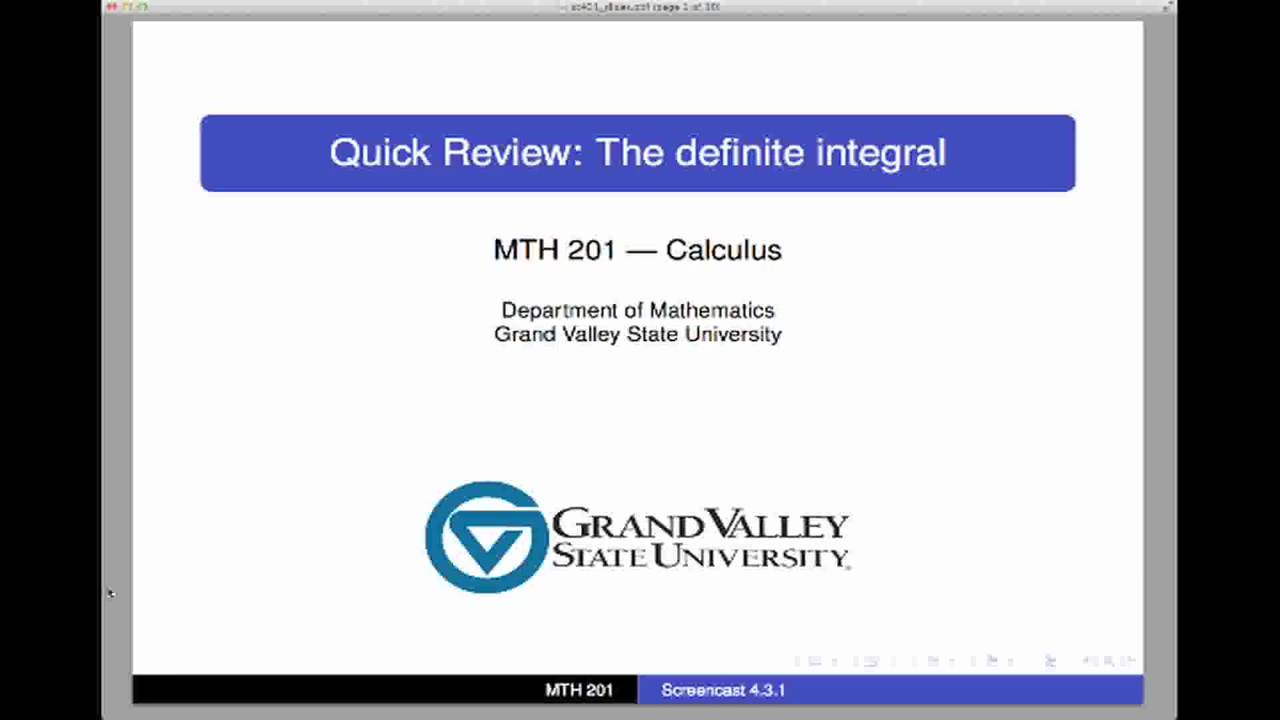 Quick Review: The definite integral
MTH 201 — Calculus
Department of Mathematics
Grand Valley State University
GRAND VALLEY
STATE UNIVERSITY
MTH 201
Screencast 4.3.1